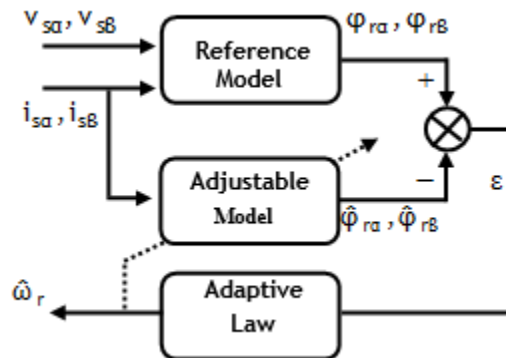 v_sα, v_sβ
Reference
Model
φ_rα, φ_rβ
+
i_sα, i_sβ
Adjustable
Model
−
ε
φ̂_rα, φ̂_rβ
ω̂_r
Adaptive
Law